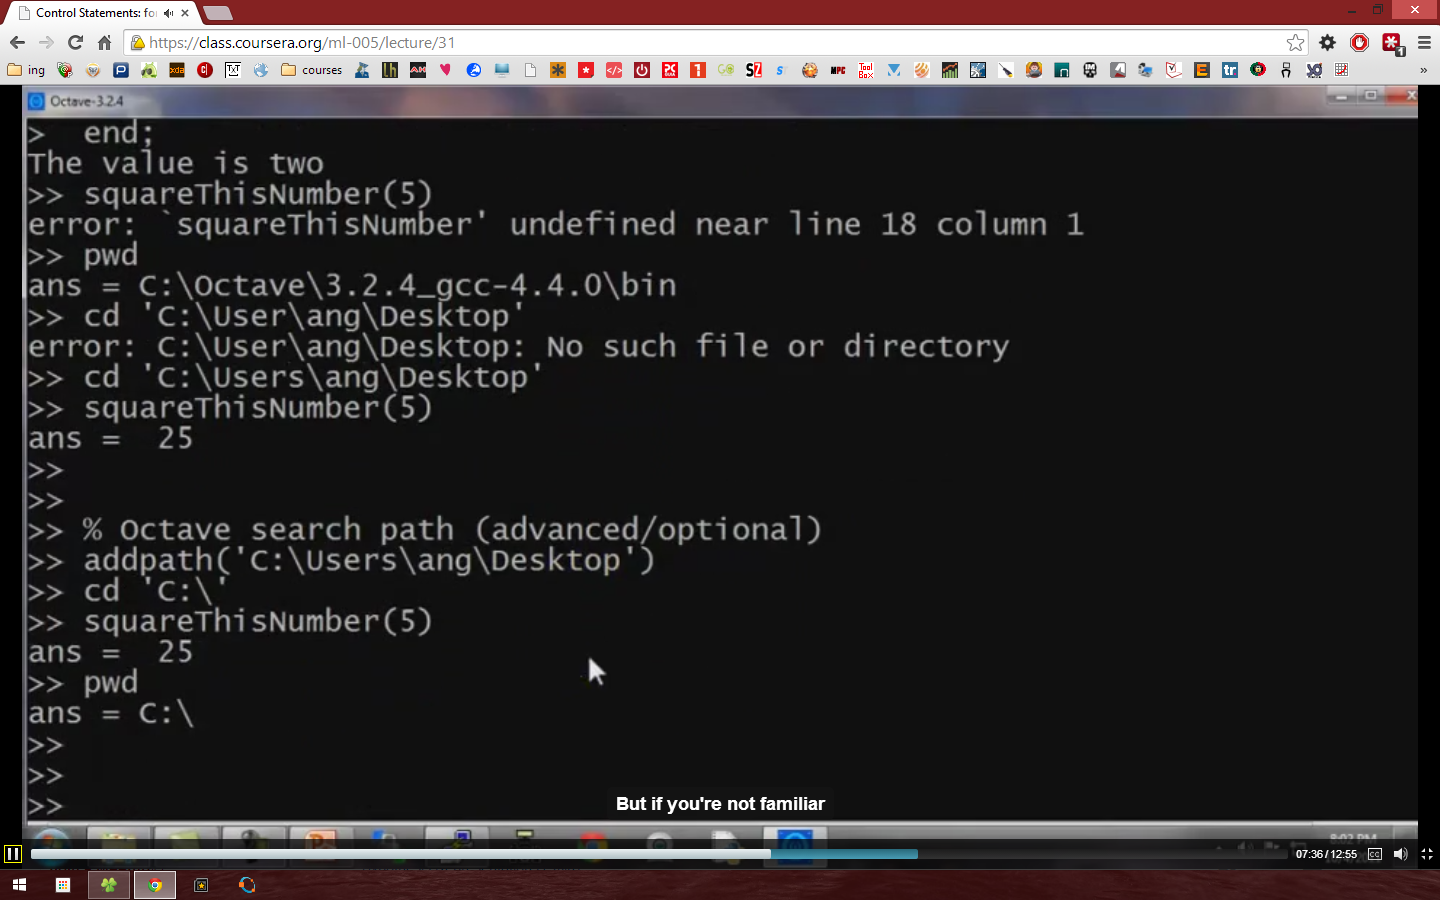 Control Statements: fo
https://class.coursera.org/ml-005/lecture/31
ing
courses
Octave-3.2.4
>  end;
The value is two
>> squareThisNumber(5)
error: `squareThisNumber' undefined near line 18 column 1
>> pwd
ans = C:\Octave\3.2.4_gcc-4.4.0\bin
>> cd 'C:\User\ang\Desktop'
error: C:\User\ang\Desktop: No such file or directory
>> cd 'C:\Users\ang\Desktop'
>> squareThisNumber(5)
ans =  25
>>
>>
>> % Octave search path (advanced/optional)
>> addpath('C:\Users\ang\Desktop')
>> cd 'C:\'
>> squareThisNumber(5)
ans =  25
>> pwd
ans = C:\
>>
>>
>>
But if you're not familiar
8:02 PM
07:36 / 12:55